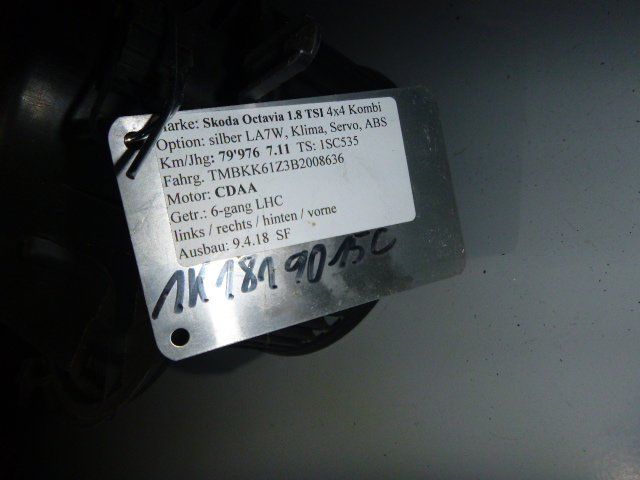 arke: Skoda Octavia 1.8 TSI 4x4 Kombi
Option: silber LA7W, Klima, Servo, ABS
Km/Jhg: 79'976 7.11 TS: 1SC535
Fahrg. TMBKK61Z3B2008636
Motor: CDAA
Getr.: 6-gang LHC
links / rechts / hinten / vorne
Ausbau: 9.4.18 SF
1K1819015C